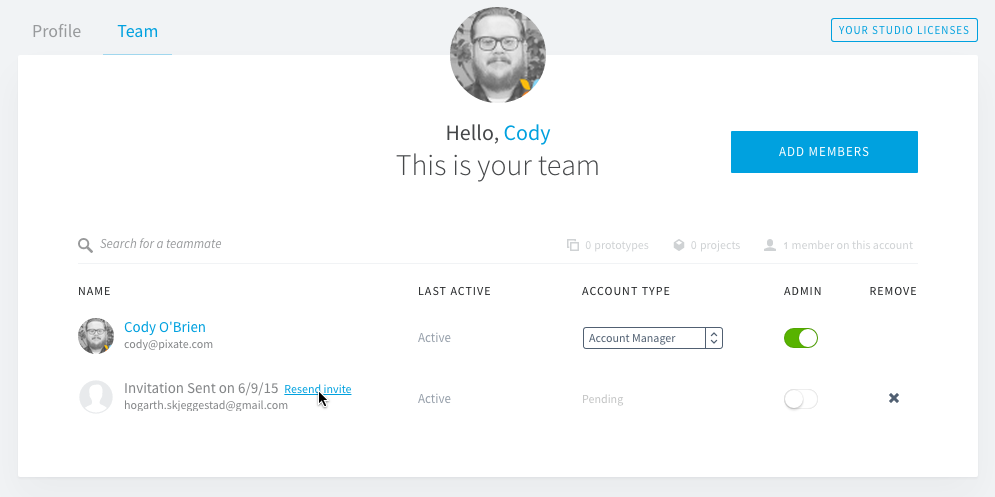 Profile Team YOUR STUDIO LICENSES
Hello, Cody
This is your team
ADD MEMBERS
Search for a teammate 0 prototypes 0 projects 1 member on this account
NAME LAST ACTIVE ACCOUNT TYPE ADMIN REMOVE
Cody O'Brien
cody@pixate.com
Active Account Manager
Invitation Sent on 6/9/15 Resend invite
hogarth.skjeggestad@gmail.com
Active Pending